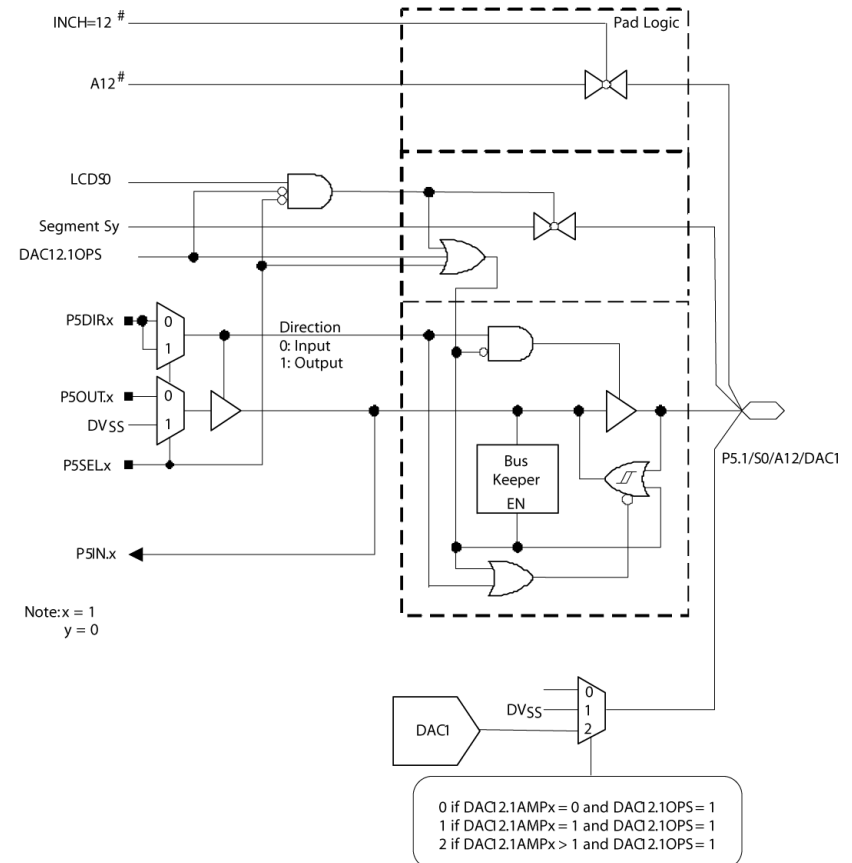 INCH=12 #
Pad Logic
A12 #
LCDS0
Segment Sy
DAC12.1OPS
P5DIR.x
0
1
Direction
0: Input
1: Output
P5OUT.x
0
DVSS
1
P5SEL.x
Bus
Keeper
EN
P5.1/S0/A12/DAC1
P5IN.x
Note: x = 1
y = 0
0
DVSS
1
2
DAC1
0 if DAC12.1AMPx = 0 and DAC12.1OPS = 1
1 if DAC12.1AMPx = 1 and DAC12.1OPS = 1
2 if DAC12.1AMPx > 1 and DAC12.1OPS = 1